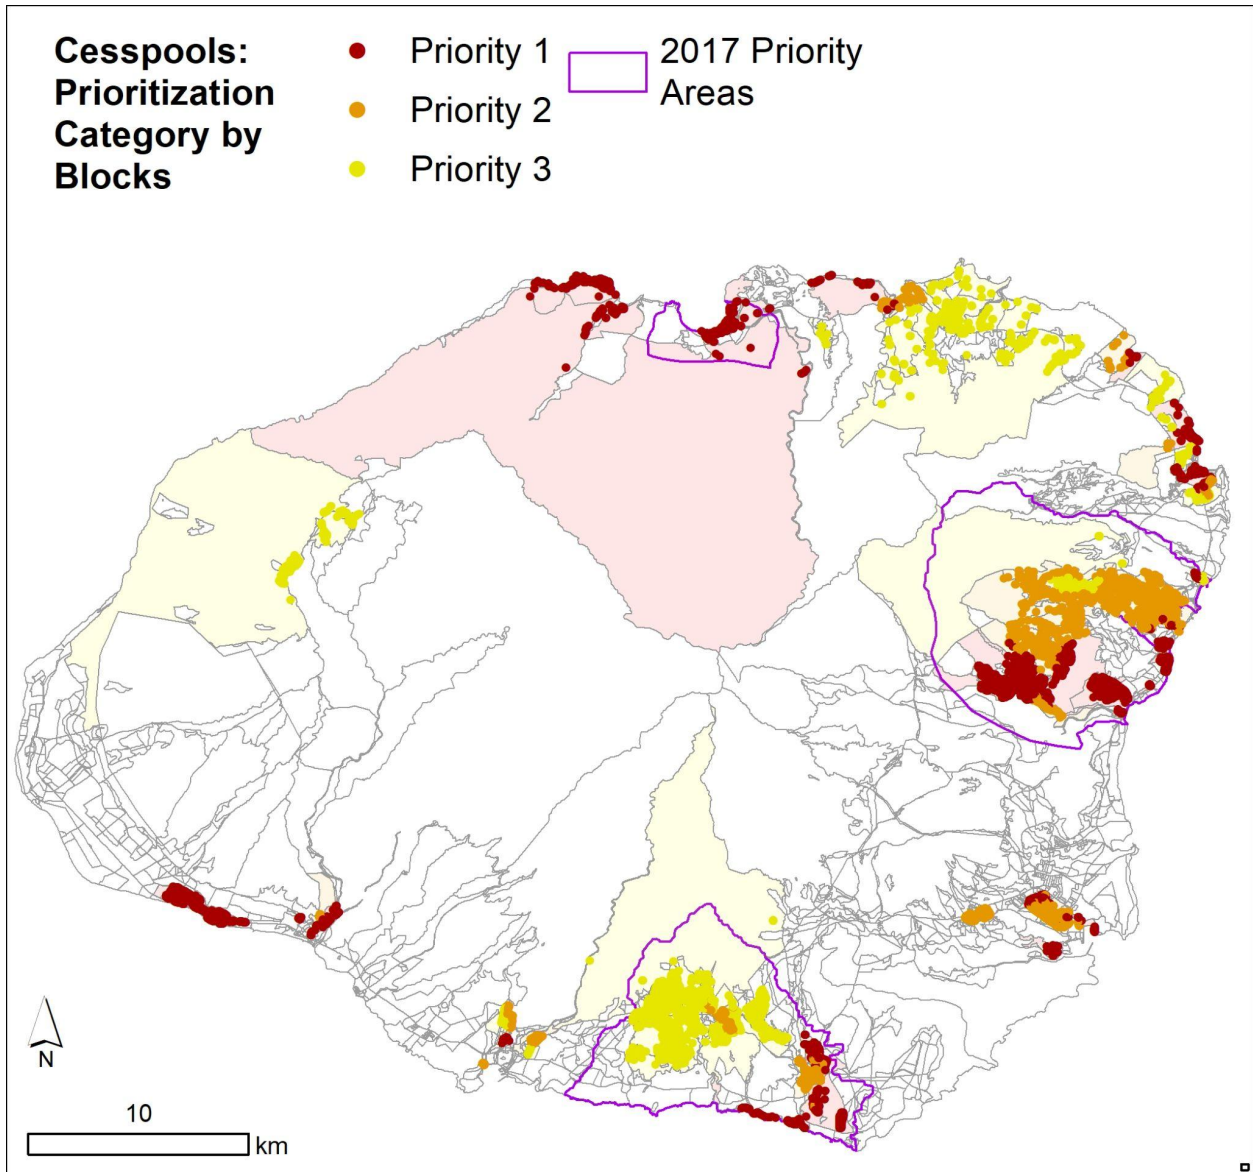 Cesspools:
Prioritization
Category by
Blocks
Priority 1
Priority 2
Priority 3
2017 Priority
Areas
N
10
km